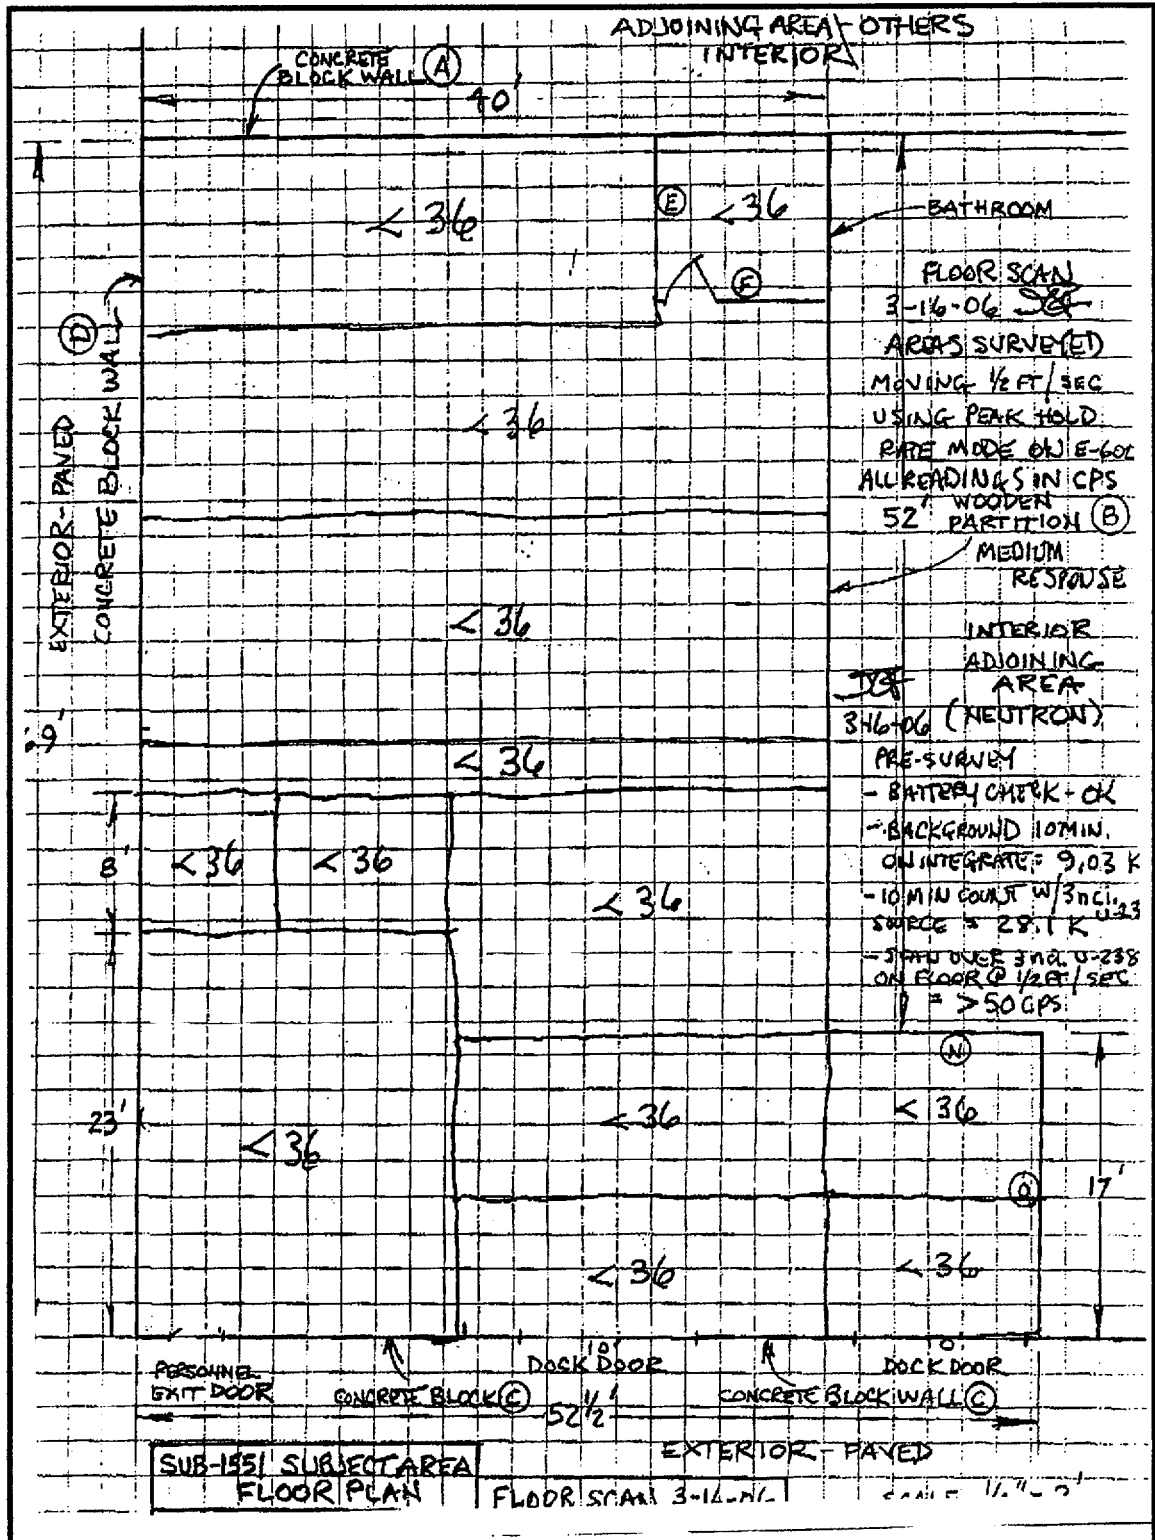 ADJOINING AREA - OTHERS
INTERIOR
CONCRETE
BLOCK WALL (A)
40'
< 36
(E)
< 36
BATHROOM
(F)
FLOOR SCAN
3-16-06
AREAS SURVEYED
MOVING 1/2 FT/SEC
USING PEAK HOLD
RATE MODE ON E-600
ALL READINGS IN CPS
52'
WOODEN
PARTITION (B)
MEDIUM
RESPONSE
EXTERIOR-PAVED
CONCRETE BLOCK WALL (D)
< 36
< 36
INTERIOR
ADJOINING
AREA
(NEUTRON)
3-16-06
69'
< 36
PRE-SURVEY
- BATTERY CHECK - OK
- BACKGROUND 10 MIN.
ON INTEGRATE = 9.03 K
- 10 MIN COUNT W/3nCi.
SOURCE = 28.1 K
- SCAN OVER 3nCi. U-238
ON FLOOR @ 1/2 FT/SEC
= >50 CPS
8'
< 36
< 36
< 36
(N)
23'
< 36
< 36
< 36
(O)
17'
< 36
< 36
PERSONNEL
EXIT DOOR
CONCRETE BLOCK (C)
10'
DOCK DOOR
CONCRETE BLOCK WALL (C)
DOCK DOOR
52 1/2'
EXTERIOR - PAVED
SUB-1551 SUBJECT AREA
FLOOR PLAN
FLOOR SCAN 3-16-06